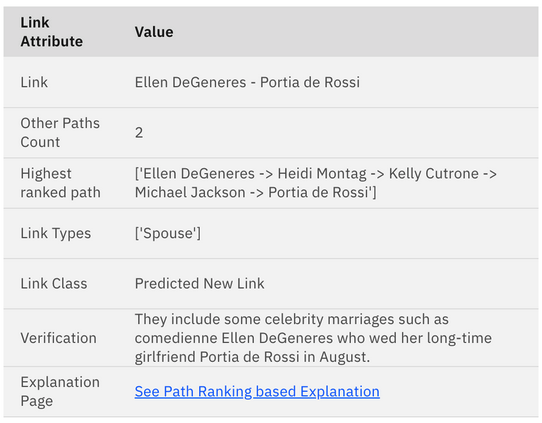 Link
Attribute
Value
Link
Ellen DeGeneres - Portia de Rossi
Other Paths
Count
2
Highest
ranked path
['Ellen DeGeneres -> Heidi Montag -> Kelly Cutrone ->
Michael Jackson -> Portia de Rossi']
Link Types
['Spouse']
Link Class
Predicted New Link
Verification
They include some celebrity marriages such as
comedienne Ellen DeGeneres who wed her long-time
girlfriend Portia de Rossi in August.
Explanation
Page
See Path Ranking based Explanation